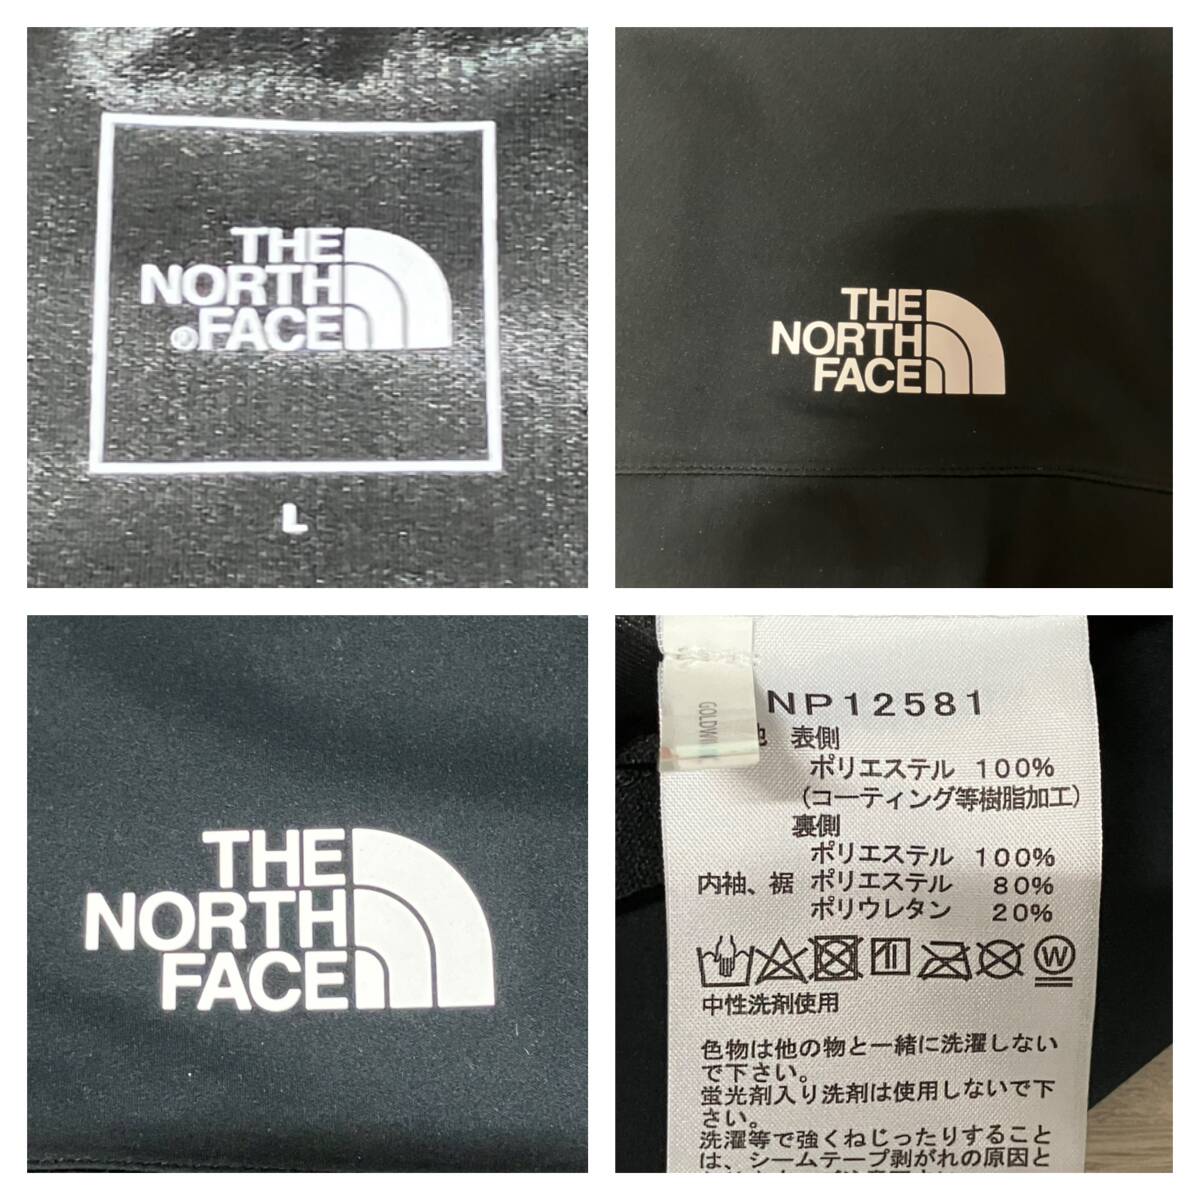 THE
NORTH
®FACE
L
THE
NORTH
FACE
THE
NORTH
FACE
GOLDWI
NP12581
地 表側
ポリエステル 100%
(コーティング等樹脂加工)
裏側
ポリエステル 100%
内袖、裾 ポリエステル 80%
ポリウレタン 20%
W
中性洗剤使用
色物は他の物と一緒に洗濯しない
で下さい。
蛍光剤入り洗剤は使用しないで下
さい。
洗濯等で強くねじったりすること
は、シームテープ剥がれの原因と